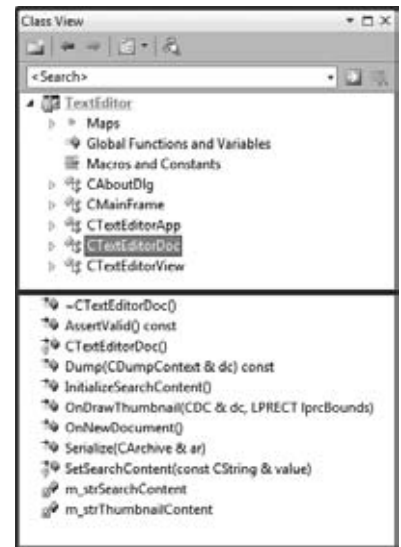 Class View
<Search>
TextEditor
Maps
Global Functions and Variables
Macros and Constants
CAboutDlg
CMainFrame
CTextEditorApp
CTextEditorDoc
CTextEditorView
~CTextEditorDoc()
AssertValid() const
CTextEditorDoc()
Dump(CDumpContext & dc) const
InitializeSearchContent()
OnDrawThumbnail(CDC & dc, LPRECT lprcBounds)
OnNewDocument()
Serialize(CArchive & ar)
SetSearchContent(const CString & value)
m_strSearchContent
m_strThumbnailContent